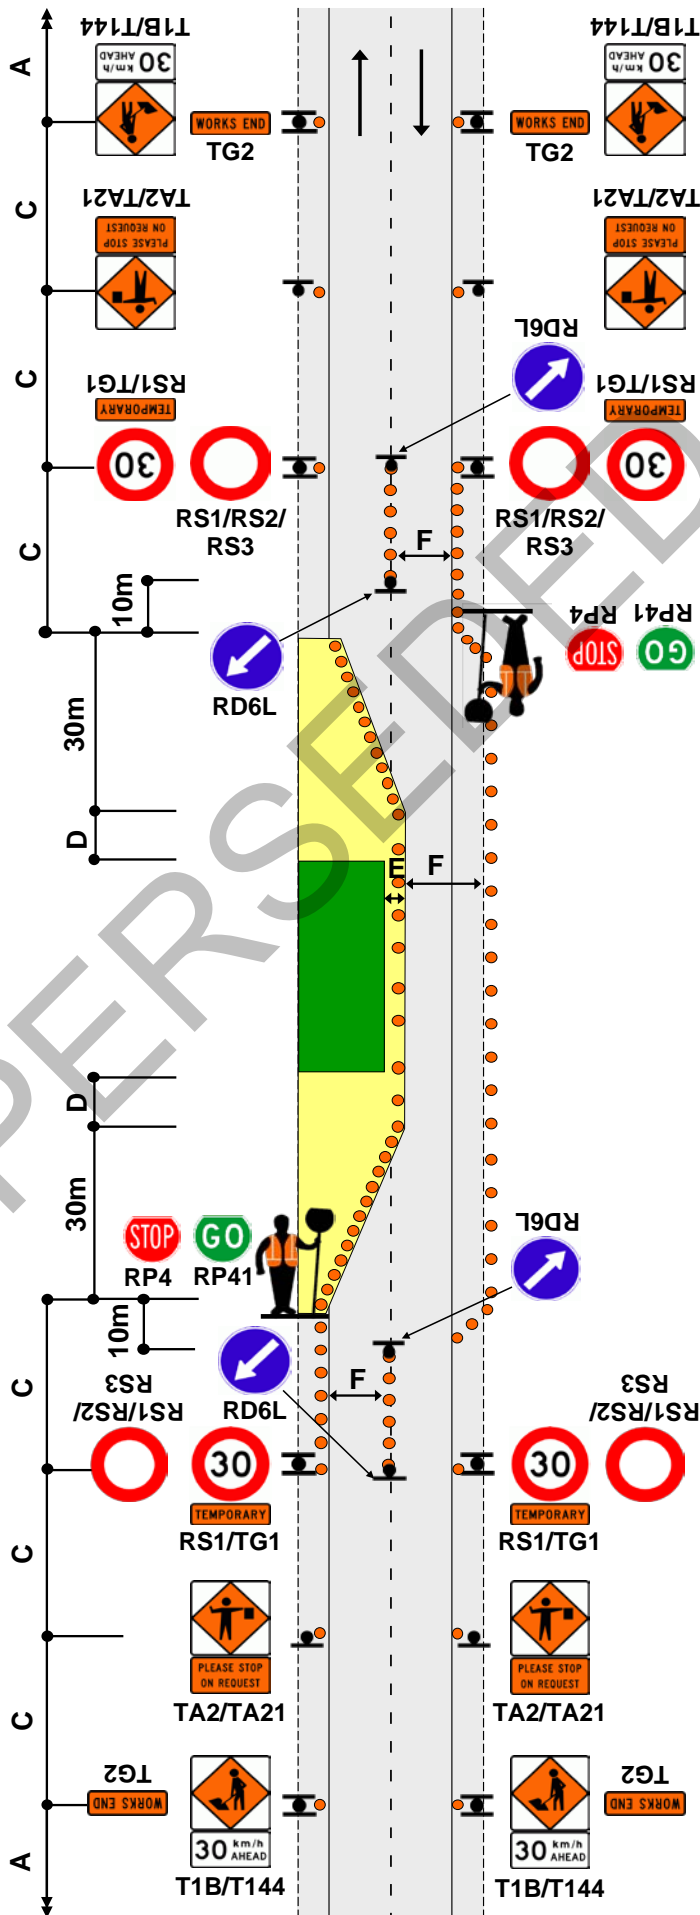 T1B/T144
30 km/h AHEAD
A
WORKS END
TG2
WORKS END
TG2
T1B/T144
30 km/h AHEAD
TA2/TA21
PLEASE STOP
ON REQUEST
C
TA2/TA21
PLEASE STOP
ON REQUEST
RD6L
RS1/TG1
TEMPORARY
30
C
RS1/RS2/
RS3
RS1/RS2/
RS3
RS1/TG1
TEMPORARY
30
C
F
10m
RP4
STOP
RP41
GO
RD6L
30m
D
E
F
SUPERSEDED
D
30m
STOP
RP4
GO
RP41
RD6L
10m
F
RD6L
C
RS1/RS2/
RS3
30
TEMPORARY
RS1/TG1
30
TEMPORARY
RS1/TG1
RS1/RS2/
RS3
C
PLEASE STOP
ON REQUEST
TA2/TA21
PLEASE STOP
ON REQUEST
TA2/TA21
C
TG2
WORKS END
30 km/h AHEAD
T1B/T144
30 km/h AHEAD
T1B/T144
TG2
WORKS END
A